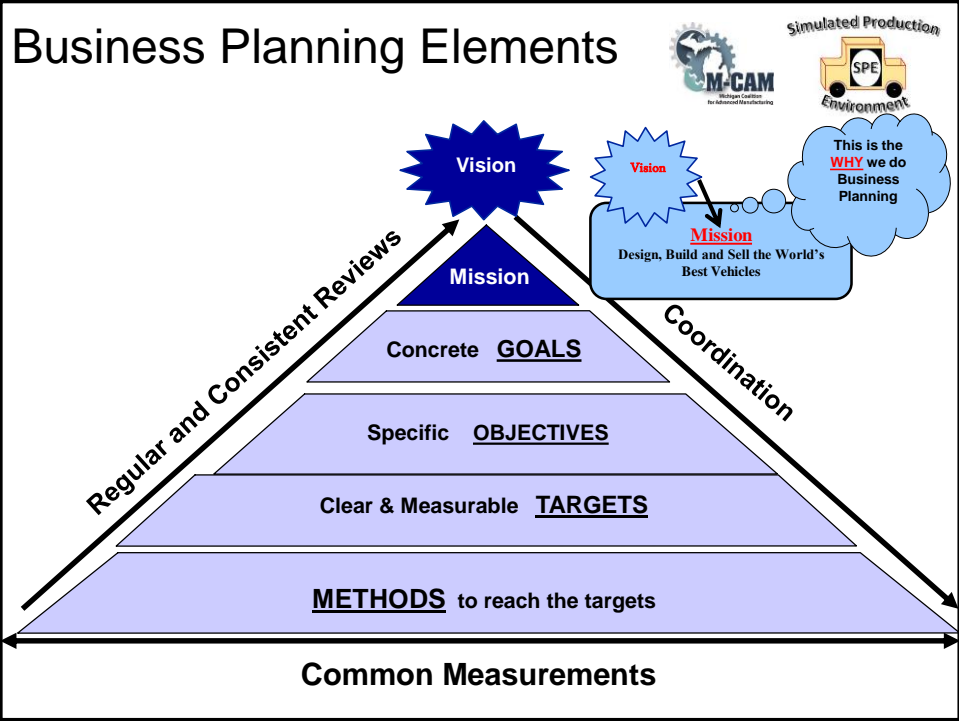 Business Planning Elements
M-CAM
Michigan Coalition
for Advanced Manufacturing
Simulated Production
SPE
Environment
This is the
WHY we do
Business
Planning
Vision
Vision
Mission
Design, Build and Sell the World's
Best Vehicles
Mission
Regular and Consistent Reviews
Coordination
Concrete GOALS
Specific OBJECTIVES
Clear & Measurable TARGETS
METHODS to reach the targets
Common Measurements